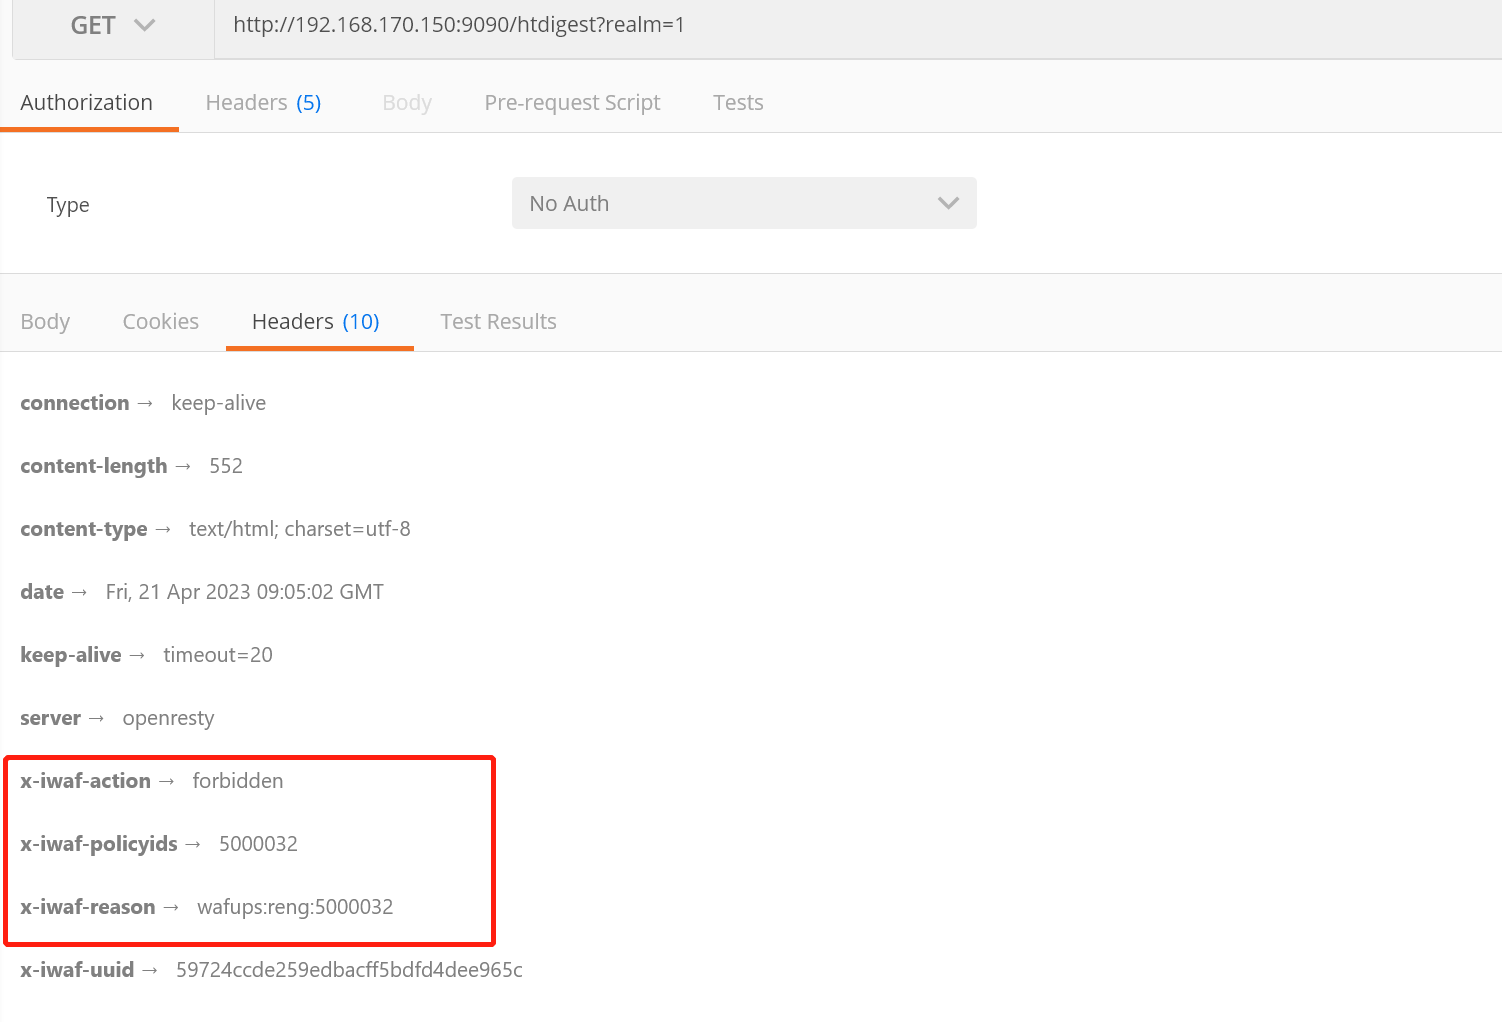 GET http://192.168.170.150:9090/htdigest?realm=1
Authorization Headers (5) Body Pre-request Script Tests
Type No Auth
Body Cookies Headers (10) Test Results
connection → keep-alive
content-length → 552
content-type → text/html; charset=utf-8
date → Fri, 21 Apr 2023 09:05:02 GMT
keep-alive → timeout=20
server → openresty
x-iwaf-action → forbidden
x-iwaf-policyids → 5000032
x-iwaf-reason → wafups:reng:5000032
x-iwaf-uuid → 59724ccde259edbacff5bdfd4dee965c